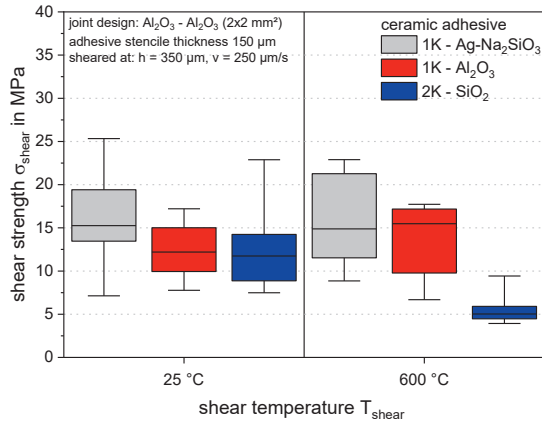 joint design: Al₂O₃ - Al₂O₃ (2x2 mm²)
adhesive stencile thickness 150 µm
sheared at: h = 350 µm, v = 250 µm/s
ceramic adhesive
1K - Ag-Na₂SiO₃
1K - Al₂O₃
2K - SiO₂
shear strength σshear in MPa
40
35
30
25
20
15
10
5
0
25 °C
600 °C
shear temperature Tshear